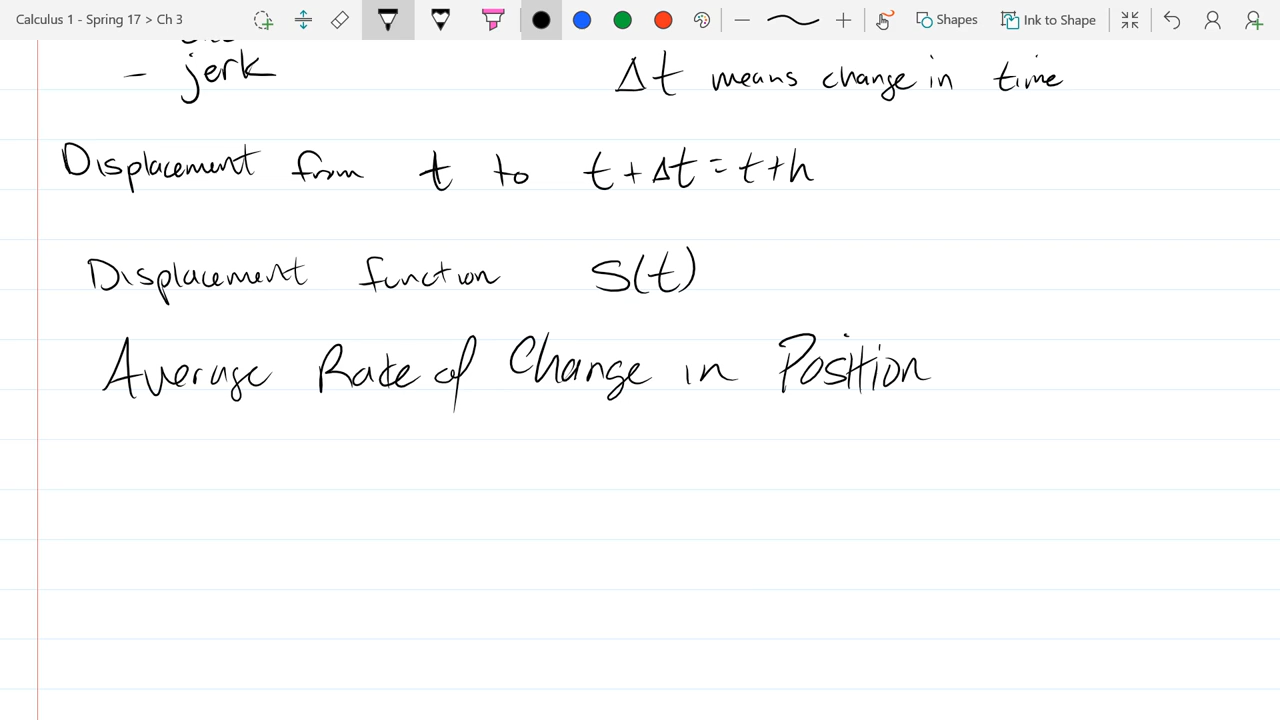 Calculus 1 - Spring 17 > Ch 3
Shapes
Ink to Shape
- jerk
Δt means change in time
Displacement from t to t + Δt = t + h
Displacement function S(t)
Average Rate of Change in Position